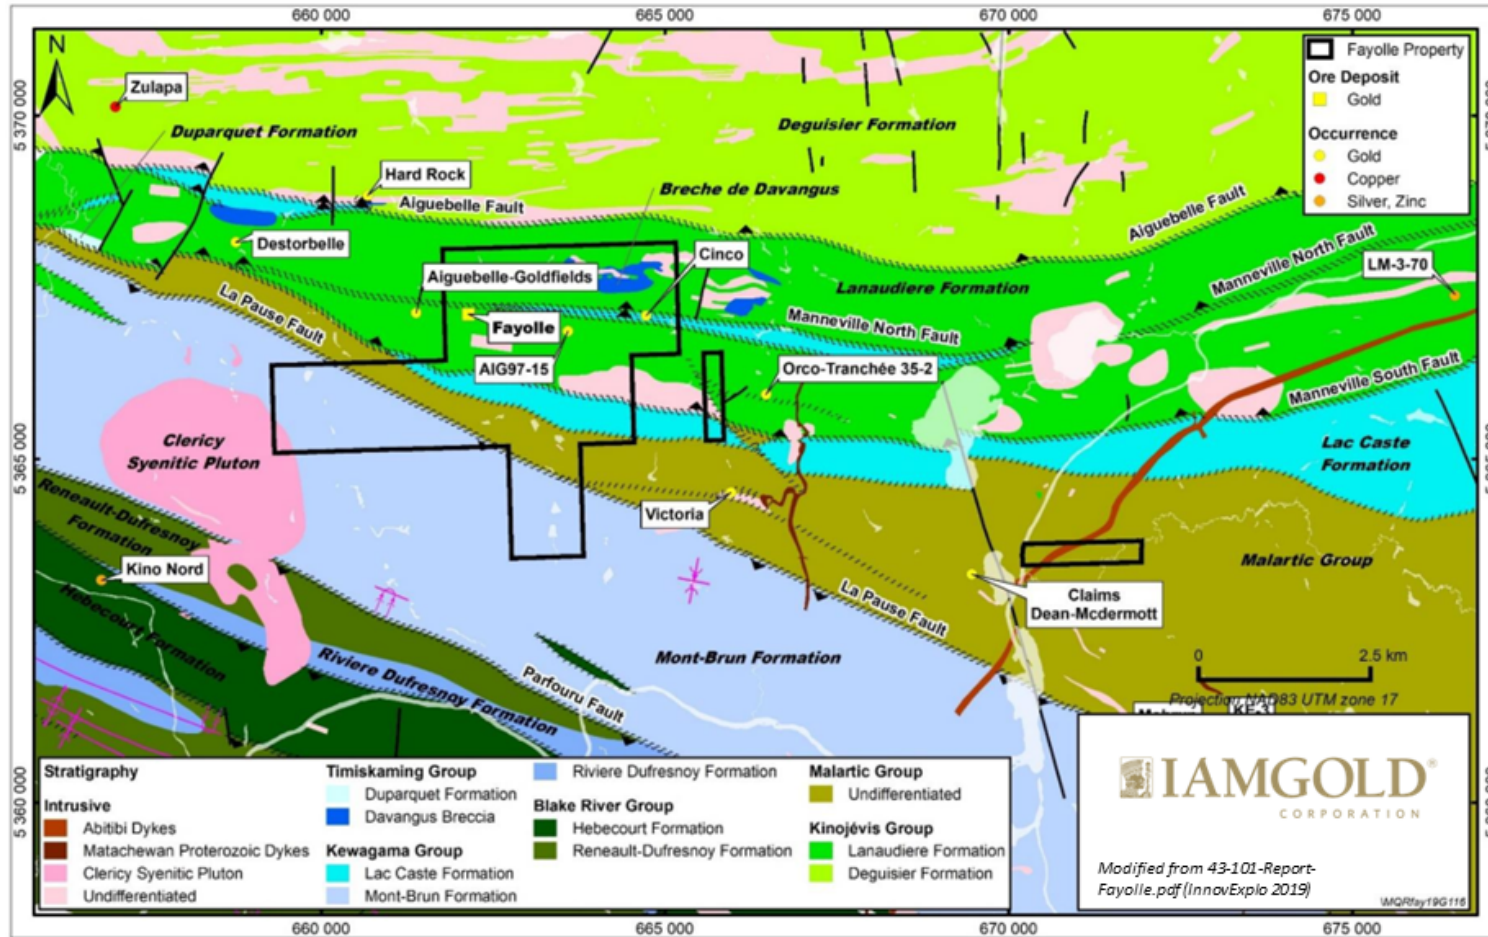 660 000
665 000
670 000
675 000
N
5 370 000
Zulapa
Duparquet Formation
Deguisier Formation
Hard Rock
Breche de Davangus
Aiguebelle Fault
Aiguebelle Fault
Destorbelle
Cinco
Manneville North Fault
LM-3-70
Aiguebelle-Goldfields
Lanaudiere Formation
La Pause Fault
Fayolle
Manneville North Fault
AIG97-15
Orco-Tranchée 35-2
Manneville South Fault
Clericy
Syenitic Pluton
Lac Caste
Formation
5 365 000
Reneault-Dufresnoy
Formation
Victoria
Kino Nord
Malartic Group
Hebecourt Formation
La Pause Fault
Claims
Dean-Mcdermott
Mont-Brun Formation
Riviere Dufresnoy Formation
Parfouru Fault
0
2.5 km
Projection NAD83 UTM zone 17
KF-3
5 360 000
Fayolle Property
Ore Deposit
Gold
Occurrence
Gold
Copper
Silver, Zinc
Stratigraphy
Intrusive
Abitibi Dykes
Matachewan Proterozoic Dykes
Clericy Syenitic Pluton
Undifferentiated
Timiskaming Group
Duparquet Formation
Davangus Breccia
Kewagama Group
Lac Caste Formation
Mont-Brun Formation
Riviere Dufresnoy Formation
Blake River Group
Hebecourt Formation
Reneault-Dufresnoy Formation
Malartic Group
Undifferentiated
Kinojévis Group
Lanaudiere Formation
Deguisier Formation
IAMGOLD®
CORPORATION
Modified from 43-101-Report-
Fayolle.pdf (InnovExplo 2019)
\MQRfay19G116
660 000
665 000
670 000
675 000